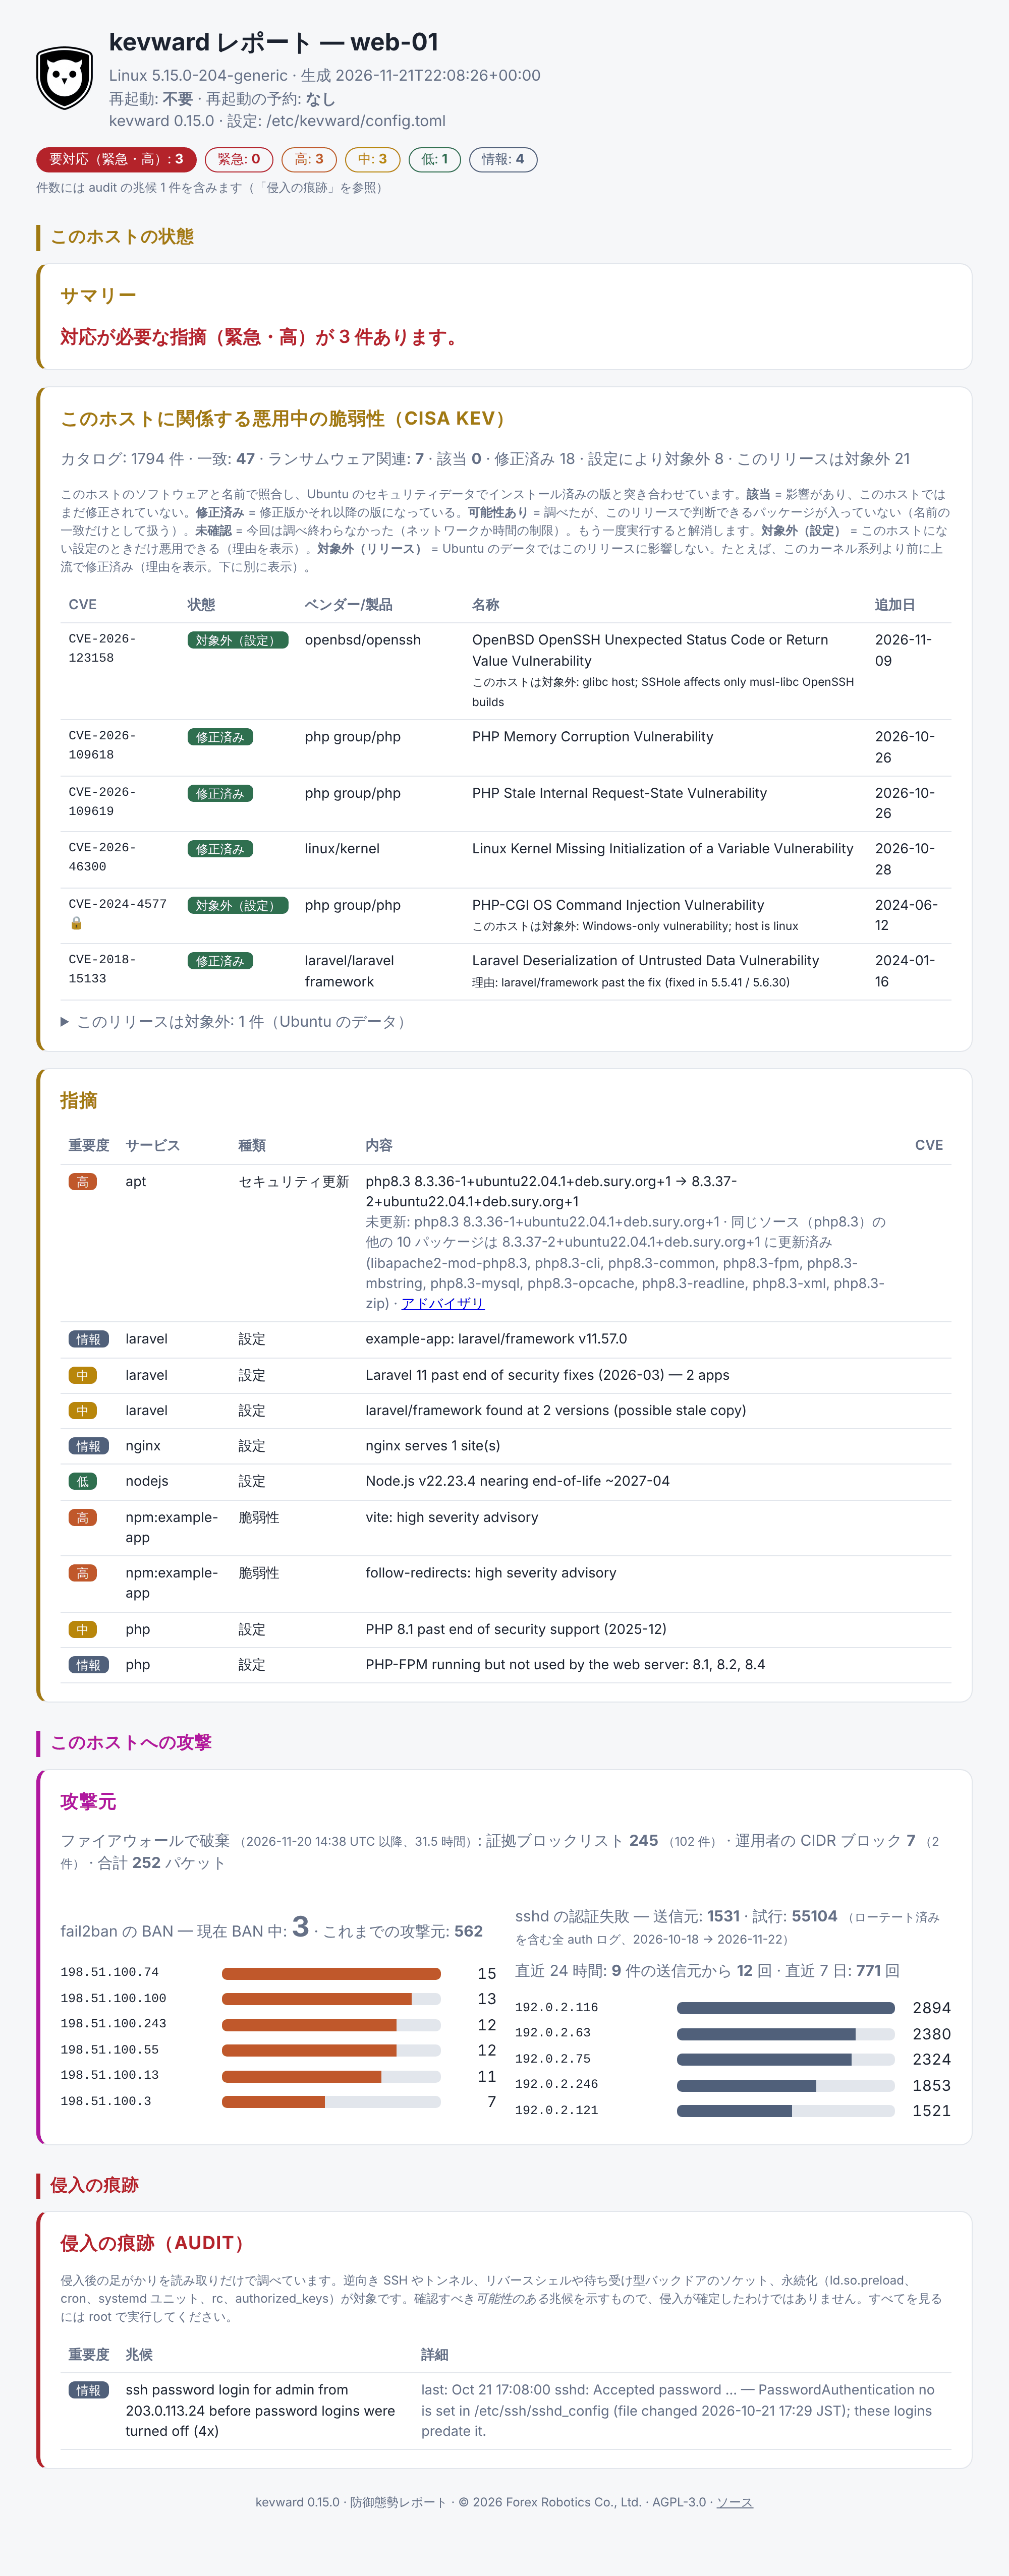 kevward レポート — web-01
Linux 5.15.0-204-generic · 生成 2026-11-21T22:08:26+00:00
再起動: 不要 · 再起動の予約: なし
kevward 0.15.0 · 設定: /etc/kevward/config.toml
要対応（緊急・高）: 3
緊急: 0
高: 3
中: 3
低: 1
情報: 4
件数には audit の兆候 1 件を含みます（「侵入の痕跡」を参照）
このホストの状態
サマリー
対応が必要な指摘（緊急・高）が 3 件あります。
このホストに関係する悪用中の脆弱性（CISA KEV）
カタログ: 1794 件 · 一致: 47 · ランサムウェア関連: 7 · 該当 0 · 修正済み 18 · 設定により対象外 8 · このリリースは対象外 21
このホストのソフトウェアと名前で照合し、Ubuntu のセキュリティデータでインストール済みの版と突き合わせています。該当 = 影響があり、このホストでは
まだ修正されていない。修正済み = 修正版かそれ以降の版になっている。可能性あり = 調べたが、このリリースで判断できるパッケージが入っていない（名前の
一致だけとして扱う）。未確認 = 今回は調べ終わらなかった（ネットワークか時間の制限）。もう一度実行すると解消します。対象外（設定） = このホストにな
い設定のときだけ悪用できる（理由を表示）。対象外（リリース） = Ubuntu のデータではこのリリースに影響しない。たとえば、このカーネル系列より前に上
流で修正済み（理由を表示。下に別に表示）。
CVE 状態 ベンダー/製品 名称 追加日
CVE-2026-
123158
対象外（設定）
openbsd/openssh
OpenBSD OpenSSH Unexpected Status Code or Return
Value Vulnerability
このホストは対象外: glibc host; SSHole affects only musl-libc OpenSSH
builds
2026-11-
09
CVE-2026-
109618
修正済み
php group/php
PHP Memory Corruption Vulnerability
2026-10-
26
CVE-2026-
109619
修正済み
php group/php
PHP Stale Internal Request-State Vulnerability
2026-10-
26
CVE-2026-
46300
修正済み
linux/kernel
Linux Kernel Missing Initialization of a Variable Vulnerability
2026-10-
28
CVE-2024-4577
対象外（設定）
php group/php
PHP-CGI OS Command Injection Vulnerability
このホストは対象外: Windows-only vulnerability; host is linux
2024-06-
12
CVE-2018-
15133
修正済み
laravel/laravel
framework
Laravel Deserialization of Untrusted Data Vulnerability
理由: laravel/framework past the fix (fixed in 5.5.41 / 5.6.30)
2024-01-
16
▶ このリリースは対象外: 1 件（Ubuntu のデータ）
指摘
重要度 サービス 種類 内容 CVE
高 apt セキュリティ更新 php8.3 8.3.36-1+ubuntu22.04.1+deb.sury.org+1 → 8.3.37-
2+ubuntu22.04.1+deb.sury.org+1
未更新: php8.3 8.3.36-1+ubuntu22.04.1+deb.sury.org+1 · 同じソース（php8.3）の
他の 10 パッケージは 8.3.37-2+ubuntu22.04.1+deb.sury.org+1 に更新済み
(libapache2-mod-php8.3, php8.3-cli, php8.3-common, php8.3-fpm, php8.3-
mbstring, php8.3-mysql, php8.3-opcache, php8.3-readline, php8.3-xml, php8.3-
zip) · アドバイザリ
情報 laravel 設定 example-app: laravel/framework v11.57.0
中 laravel 設定 Laravel 11 past end of security fixes (2026-03) — 2 apps
中 laravel 設定 laravel/framework found at 2 versions (possible stale copy)
情報 nginx 設定 nginx serves 1 site(s)
低 nodejs 設定 Node.js v22.23.4 nearing end-of-life ~2027-04
高 npm:example-
app
脆弱性 vite: high severity advisory
高 npm:example-
app
脆弱性 follow-redirects: high severity advisory
中 php 設定 PHP 8.1 past end of security support (2025-12)
情報 php 設定 PHP-FPM running but not used by the web server: 8.1, 8.2, 8.4
このホストへの攻撃
攻撃元
ファイアウォールで破棄（2026-11-20 14:38 UTC 以降、31.5 時間）: 証拠ブロックリスト 245（102 件） · 運用者の CIDR ブロック 7（2
件） · 合計 252 パケット
fail2ban の BAN — 現在 BAN 中: 3 · これまでの攻撃元: 562
198.51.100.74 15
198.51.100.100 13
198.51.100.243 12
198.51.100.55 12
198.51.100.13 11
198.51.100.3 7
sshd の認証失敗 — 送信元: 1531 · 試行: 55104（ローテート済み
を含む全 auth ログ、2026-10-18 → 2026-11-22）
直近 24 時間: 9 件の送信元から 12 回 · 直近 7 日: 771 回
192.0.2.116 2894
192.0.2.63 2380
192.0.2.75 2324
192.0.2.246 1853
192.0.2.121 1521
侵入の痕跡
侵入の痕跡（AUDIT）
侵入後の足がかりを読み取りだけで調べています。逆向き SSH やトンネル、リバースシェルや待ち受け型バックドアのソケット、永続化（ld.so.preload、
cron、systemd ユニット、rc、authorized_keys）が対象です。確認すべき可能性のある兆候を示すもので、侵入が確定したわけではありません。すべてを見る
には root で実行してください。
重要度 兆候 詳細
情報
ssh password login for admin from
203.0.113.24 before password logins were
turned off (4x)
last: Oct 21 17:08:00 sshd: Accepted password ... — PasswordAuthentication no
is set in /etc/ssh/sshd_config (file changed 2026-10-21 17:29 JST); these logins
predate it.
kevward 0.15.0 · 防御態勢レポート · © 2026 Forex Robotics Co., Ltd. · AGPL-3.0 · ソース